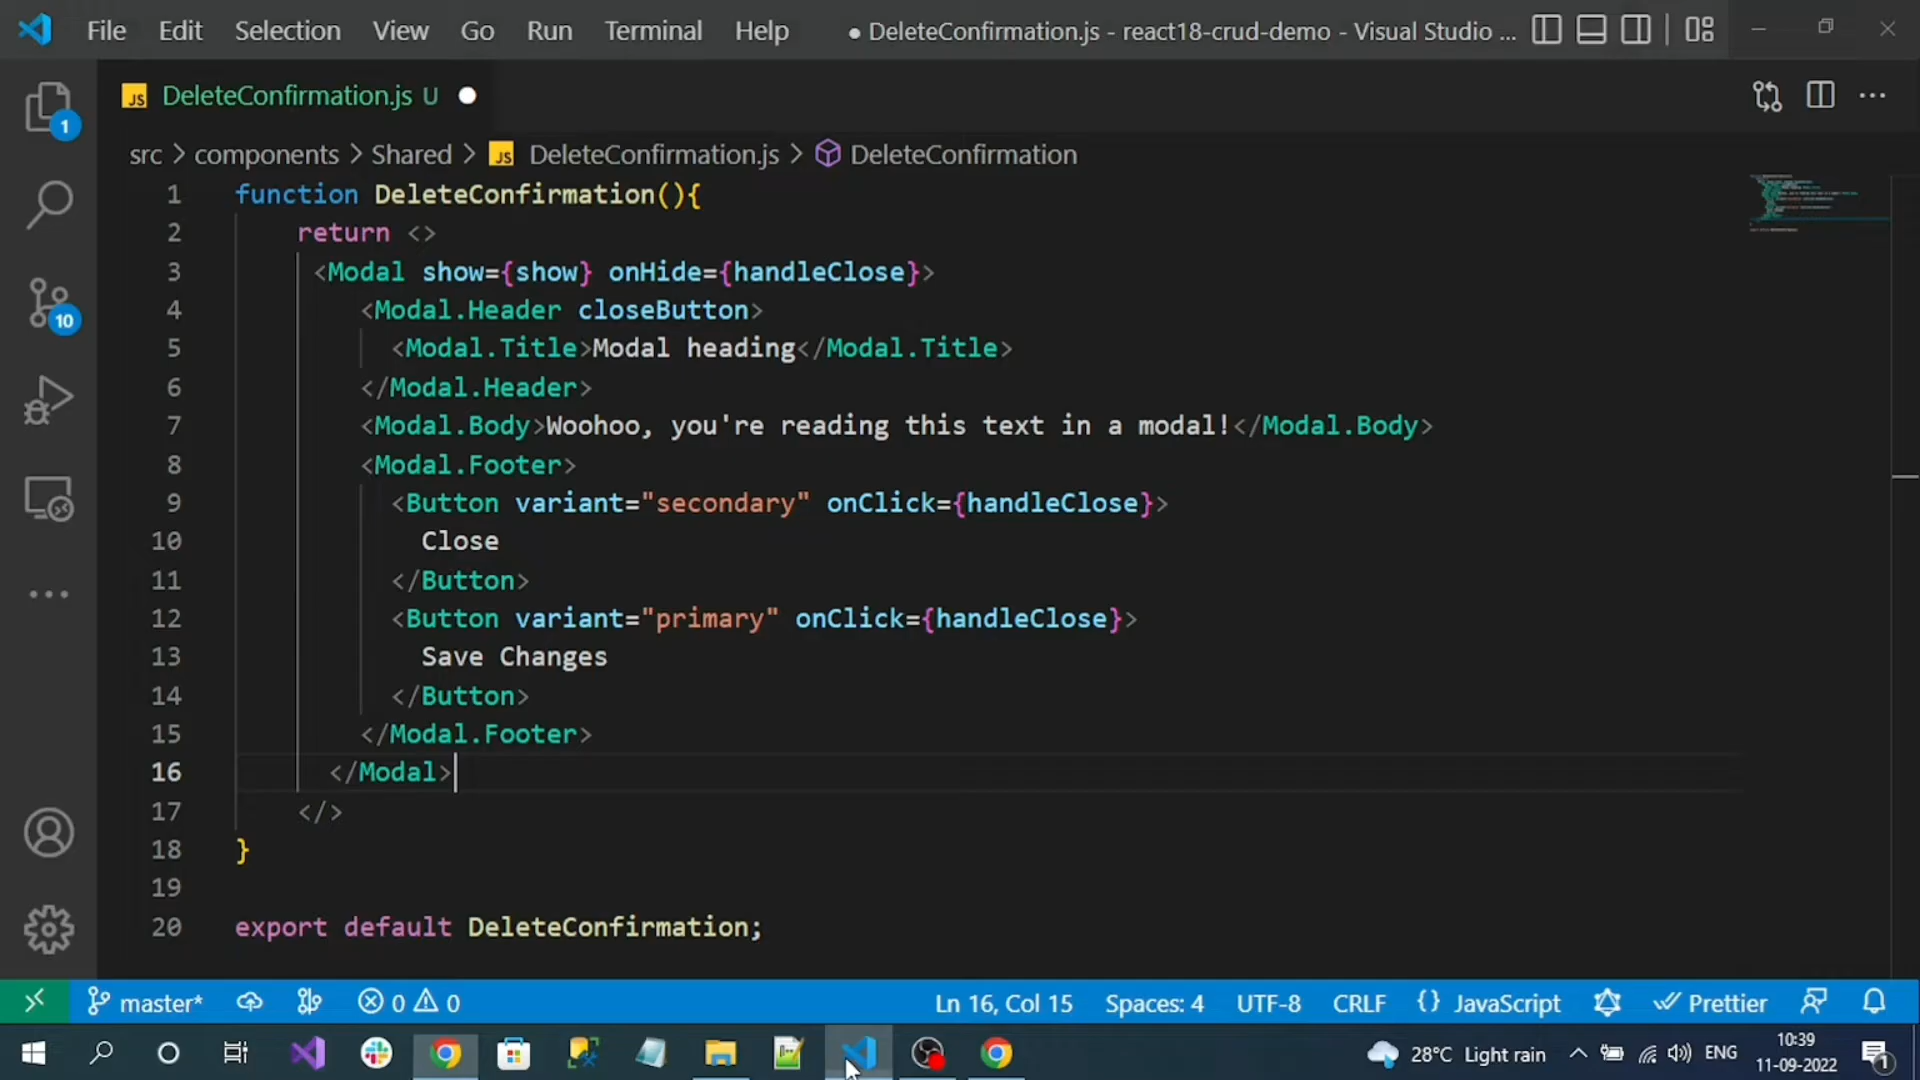 File Edit Selection View Go Run Terminal Help ● DeleteConfirmation.js - react18-crud-demo - Visual Studio ...
JS DeleteConfirmation.js U
src > components > Shared > JS DeleteConfirmation.js > DeleteConfirmation
1 function DeleteConfirmation(){
2 return <>
3 <Modal show={show} onHide={handleClose}>
4 <Modal.Header closeButton>
5 <Modal.Title>Modal heading</Modal.Title>
6 </Modal.Header>
7 <Modal.Body>Woohoo, you're reading this text in a modal!</Modal.Body>
8 <Modal.Footer>
9 <Button variant="secondary" onClick={handleClose}>
10 Close
11 </Button>
12 <Button variant="primary" onClick={handleClose}>
13 Save Changes
14 </Button>
15 </Modal.Footer>
16 </Modal>
17 </>
18 }
19
20 export default DeleteConfirmation;
1
10
master* 0 0 Ln 16, Col 15 Spaces: 4 UTF-8 CRLF {} JavaScript Prettier
28°C Light rain ENG 10:39
11-09-2022 1